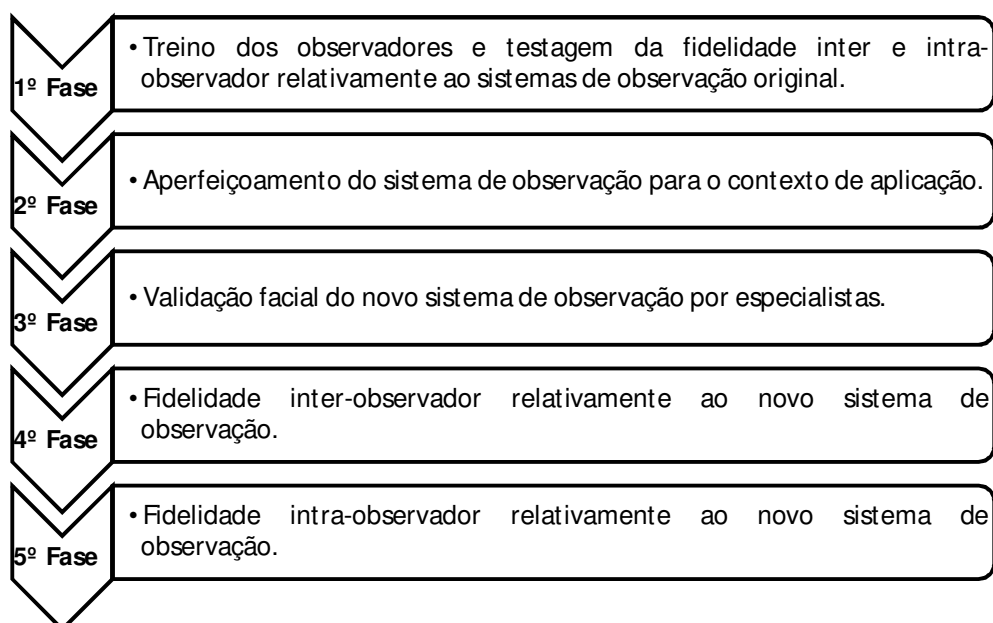 • Treino dos observadores e testagem da fidelidade inter e intra-
1º Fase
observador relativamente ao sistemas de observação original.
• Aperfeiçoamento do sistema de observação para o contexto de aplicação.
2º Fase
• Validação facial do novo sistema de observação por especialistas.
3º Fase
• Fidelidade inter-observador relativamente ao novo sistema de
4º Fase
observação.
• Fidelidade intra-observador relativamente ao novo sistema de
5º Fase
observação.